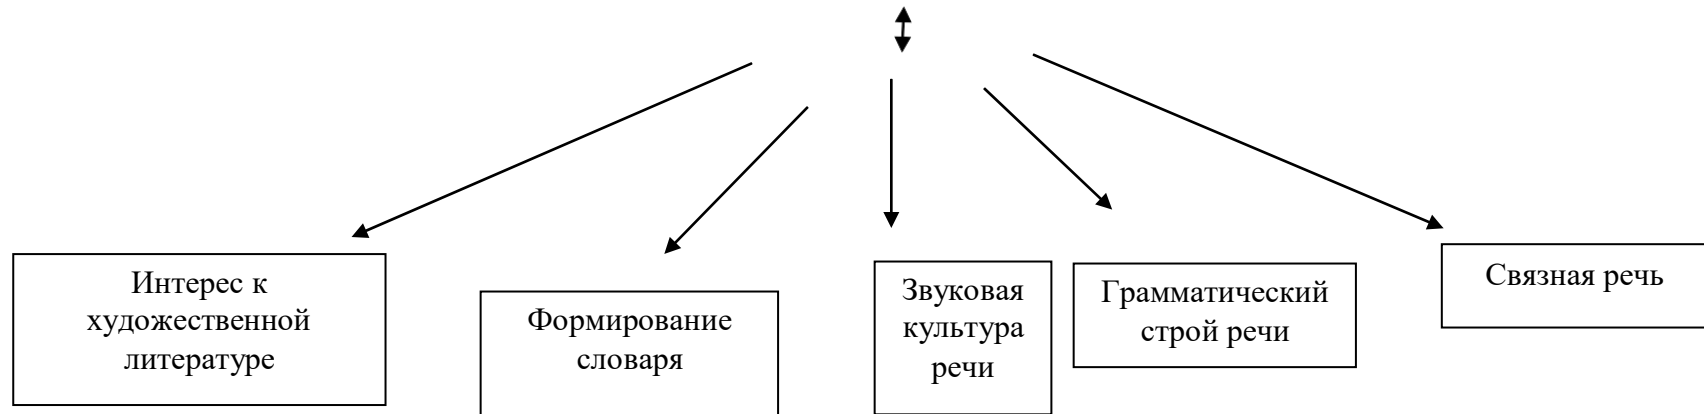 Интерес к
художественной
литературе
Формирование
словаря
Звуковая
культура
речи
Грамматический
строй речи
Связная речь